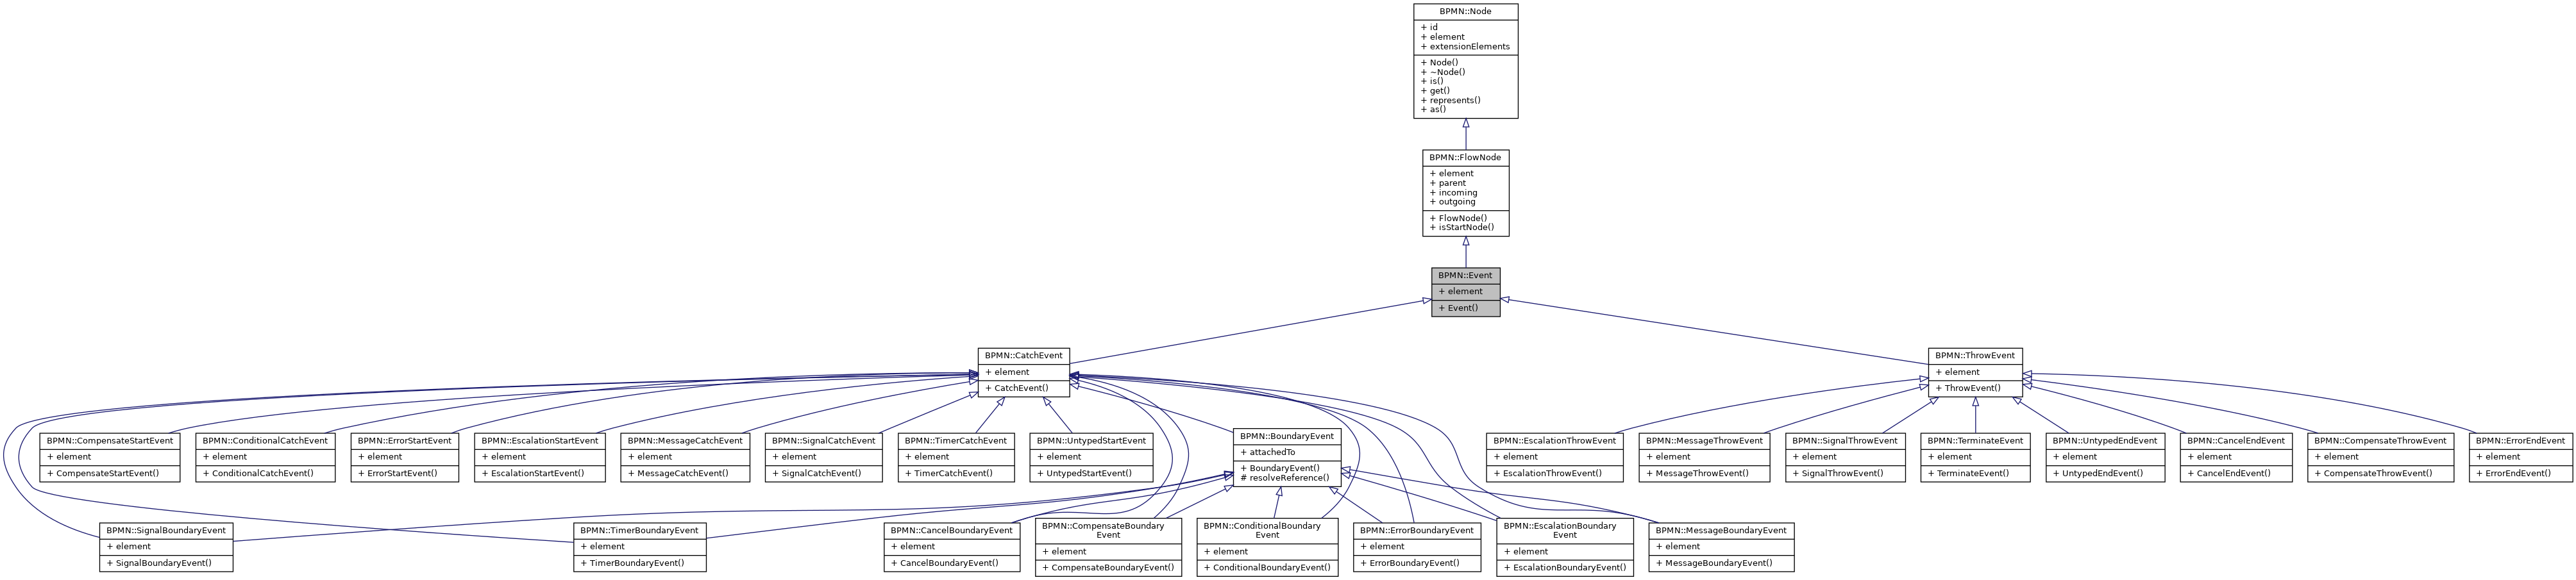 BPMN::Node
+ id
+ element
+ extensionElements
+ Node()
+ ~Node()
+ is()
+ get()
+ represents()
+ as()
BPMN::FlowNode
+ element
+ parent
+ incoming
+ outgoing
+ FlowNode()
+ isStartNode()
BPMN::Event
+ element
+ Event()
BPMN::CatchEvent
+ element
+ CatchEvent()
BPMN::ThrowEvent
+ element
+ ThrowEvent()
BPMN::CompensateStartEvent
+ element
+ CompensateStartEvent()
BPMN::ConditionalCatchEvent
+ element
+ ConditionalCatchEvent()
BPMN::ErrorStartEvent
+ element
+ ErrorStartEvent()
BPMN::EscalationStartEvent
+ element
+ EscalationStartEvent()
BPMN::MessageCatchEvent
+ element
+ MessageCatchEvent()
BPMN::SignalCatchEvent
+ element
+ SignalCatchEvent()
BPMN::TimerCatchEvent
+ element
+ TimerCatchEvent()
BPMN::UntypedStartEvent
+ element
+ UntypedStartEvent()
BPMN::BoundaryEvent
+ attachedTo
+ BoundaryEvent()
# resolveReference()
BPMN::EscalationThrowEvent
+ element
+ EscalationThrowEvent()
BPMN::MessageThrowEvent
+ element
+ MessageThrowEvent()
BPMN::SignalThrowEvent
+ element
+ SignalThrowEvent()
BPMN::TerminateEvent
+ element
+ TerminateEvent()
BPMN::UntypedEndEvent
+ element
+ UntypedEndEvent()
BPMN::CancelEndEvent
+ element
+ CancelEndEvent()
BPMN::CompensateThrowEvent
+ element
+ CompensateThrowEvent()
BPMN::ErrorEndEvent
+ element
+ ErrorEndEvent()
BPMN::SignalBoundaryEvent
+ element
+ SignalBoundaryEvent()
BPMN::TimerBoundaryEvent
+ element
+ TimerBoundaryEvent()
BPMN::CancelBoundaryEvent
+ element
+ CancelBoundaryEvent()
BPMN::CompensateBoundary
Event
+ element
+ CompensateBoundaryEvent()
BPMN::ConditionalBoundary
Event
+ element
+ ConditionalBoundaryEvent()
BPMN::ErrorBoundaryEvent
+ element
+ ErrorBoundaryEvent()
BPMN::EscalationBoundary
Event
+ element
+ EscalationBoundaryEvent()
BPMN::MessageBoundaryEvent
+ element
+ MessageBoundaryEvent()